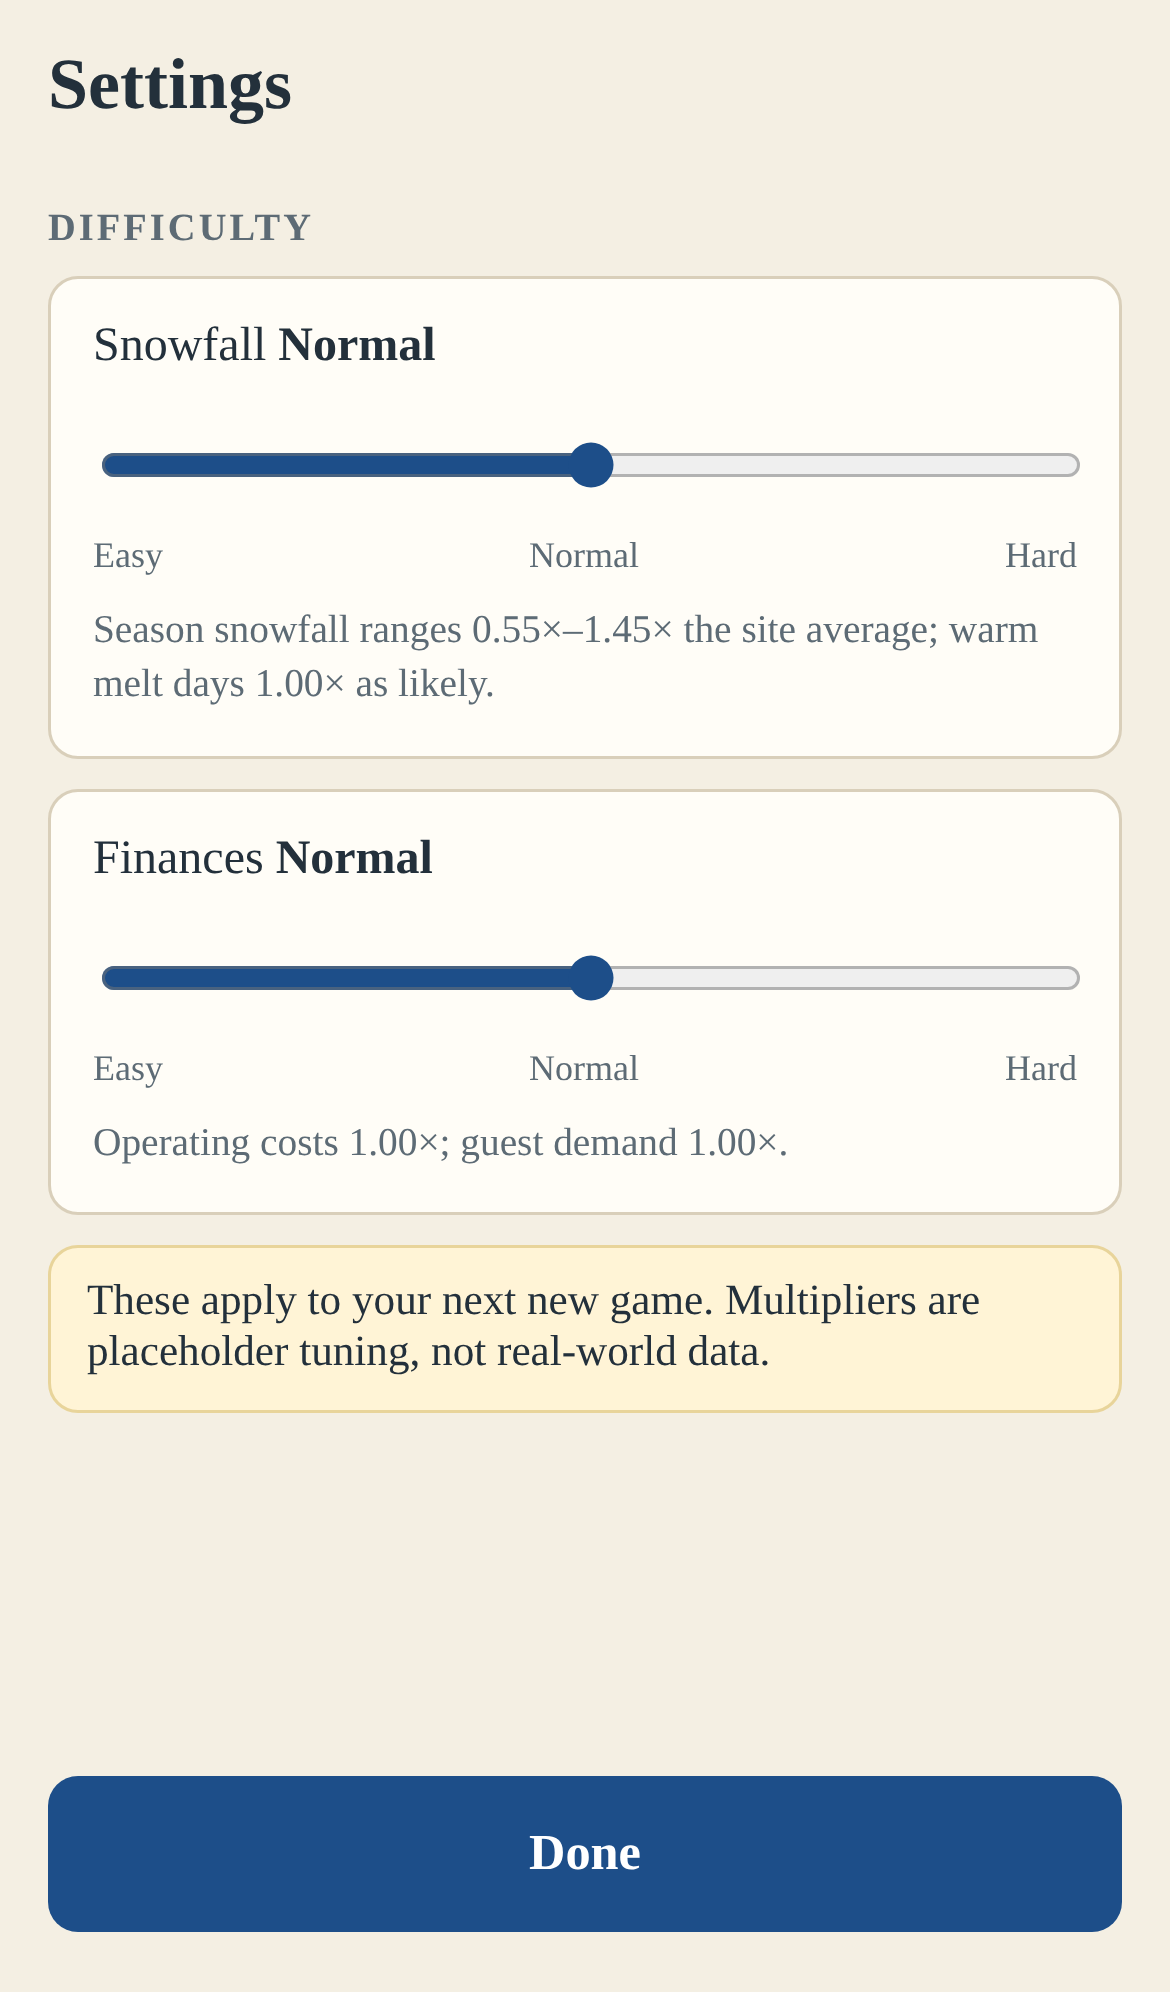 Settings
DIFFICULTY
Snowfall Normal
Easy Normal Hard
Season snowfall ranges 0.55×–1.45× the site average; warm
melt days 1.00× as likely.
Finances Normal
Easy Normal Hard
Operating costs 1.00×; guest demand 1.00×.
These apply to your next new game. Multipliers are
placeholder tuning, not real-world data.
Done